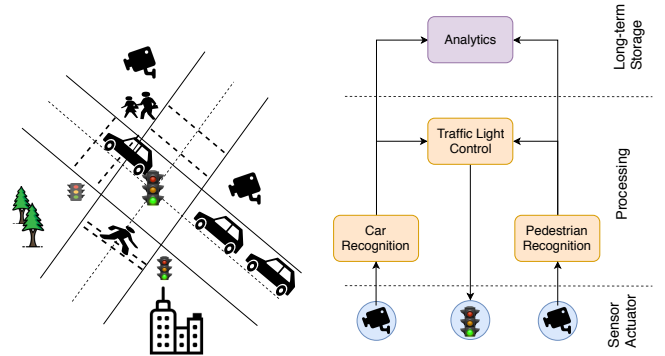 Analytics
Long-term
Storage
Traffic Light
Control
Processing
Car
Recognition
Pedestrian
Recognition
Sensor
Actuator